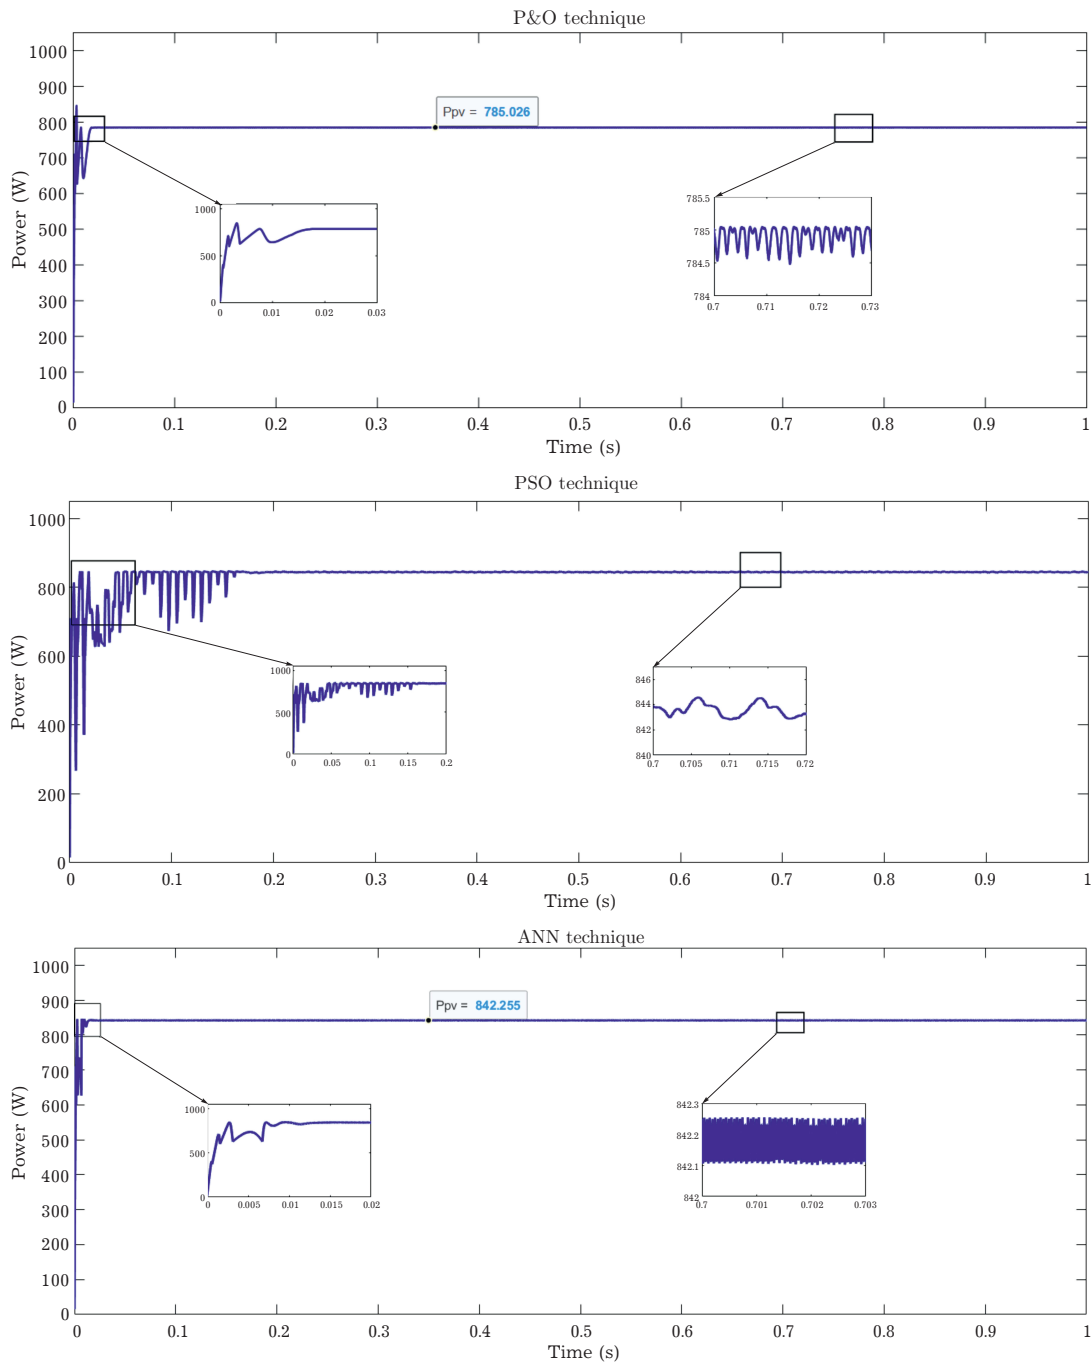 P&O technique
1000
900
800
700
600
500
400
300
200
100
0
Power (W)
Ppv = 785.026
1000
500
0
0 0.01 0.02 0.03
785.5
785
784.5
784
0.7 0.71 0.72 0.73
0 0.1 0.2 0.3 0.4 0.5 0.6 0.7 0.8 0.9 1
Time (s)
PSO technique
1000
800
600
400
200
0
Power (W)
1000
500
0
0 0.05 0.1 0.15 0.2
846
844
842
840
0.7 0.705 0.71 0.715 0.72
0 0.1 0.2 0.3 0.4 0.5 0.6 0.7 0.8 0.9 1
Time (s)
ANN technique
1000
900
800
700
600
500
400
300
200
100
0
Power (W)
Ppv = 842.255
1000
500
0
0 0.005 0.01 0.015 0.02
842.3
842.2
842.1
842
0.7 0.701 0.702 0.703
0 0.1 0.2 0.3 0.4 0.5 0.6 0.7 0.8 0.9 1
Time (s)